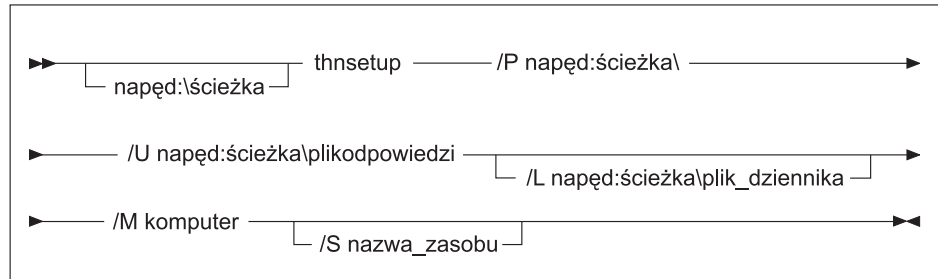 thnsetup /P napęd:ścieżka\
napęd:\ścieżka
/U napęd:ścieżka\plikodpowiedzi
/L napęd:ścieżka\plik_dziennika
/M komputer
/S nazwa_zasobu